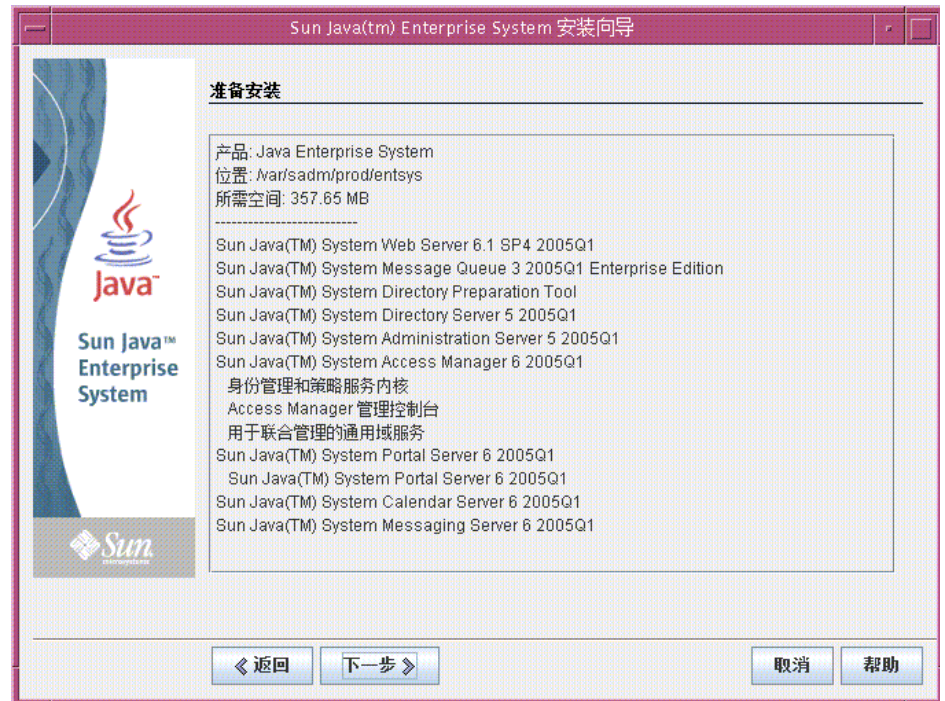 Sun Java(tm) Enterprise System 安装向导
准备安装
产品: Java Enterprise System
位置: /var/sadm/prod/entsys
所需空间: 357.65 MB
--------------------------
Sun Java(TM) System Web Server 6.1 SP4 2005Q1
Sun Java(TM) System Message Queue 3 2005Q1 Enterprise Edition
Sun Java(TM) System Directory Preparation Tool
Sun Java(TM) System Directory Server 5 2005Q1
Sun Java(TM) System Administration Server 5 2005Q1
Sun Java(TM) System Access Manager 6 2005Q1
身份管理和策略服务内核
Access Manager 管理控制台
用于联合管理的通用域服务
Sun Java(TM) System Portal Server 6 2005Q1
Sun Java(TM) System Portal Server 6 2005Q1
Sun Java(TM) System Calendar Server 6 2005Q1
Sun Java(TM) System Messaging Server 6 2005Q1
Java™
Sun Java™
Enterprise
System
Sun
microsystems
《 返回
下一步 》
取消
帮助